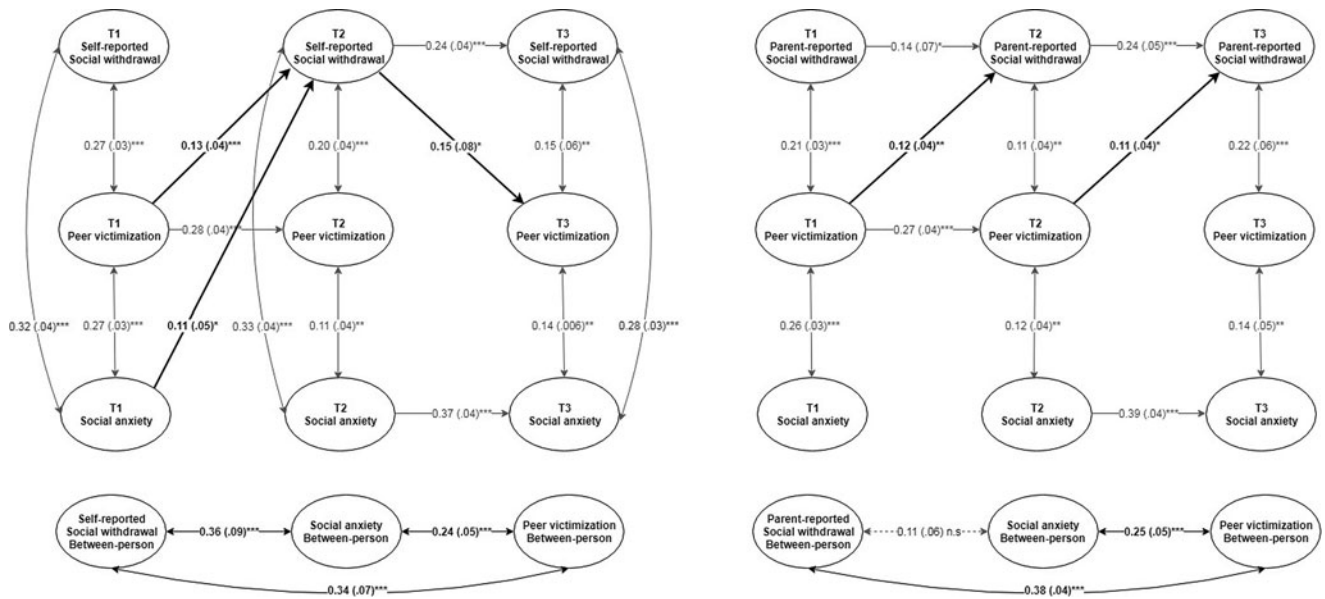 T1
Self-reported
Social withdrawal
T2
Self-reported
Social withdrawal
0.24 (.04)***
T3
Self-reported
Social withdrawal
0.27 (.03)***
0.13 (.04)***
0.20 (.04)***
0.15 (.08)*
0.15 (.06)**
T1
Peer victimization
0.28 (.04)***
T2
Peer victimization
T3
Peer victimization
0.32 (.04)***
0.27 (.03)***
0.11 (.05)*
0.33 (.04)***
0.11 (.04)**
0.14 (.006)**
0.28 (.03)***
T1
Social anxiety
T2
Social anxiety
0.37 (.04)***
T3
Social anxiety
Self-reported
Social withdrawal
Between-person
0.36 (.09)***
Social anxiety
Between-person
0.24 (.05)***
Peer victimization
Between-person
0.34 (.07)***
T1
Parent-reported
Social withdrawal
0.14 (.07)*
T2
Parent-reported
Social withdrawal
0.24 (.05)***
T3
Parent-reported
Social withdrawal
0.21 (.03)***
0.12 (.04)**
0.11 (.04)**
0.11 (.04)*
0.22 (.06)***
T1
Peer victimization
0.27 (.04)***
T2
Peer victimization
T3
Peer victimization
0.26 (.03)***
0.12 (.04)**
0.14 (.05)**
T1
Social anxiety
T2
Social anxiety
0.39 (.04)***
T3
Social anxiety
Parent-reported
Social withdrawal
Between-person
0.11 (.06) n.s
Social anxiety
Between-person
0.25 (.05)***
Peer victimization
Between-person
0.38 (.04)***